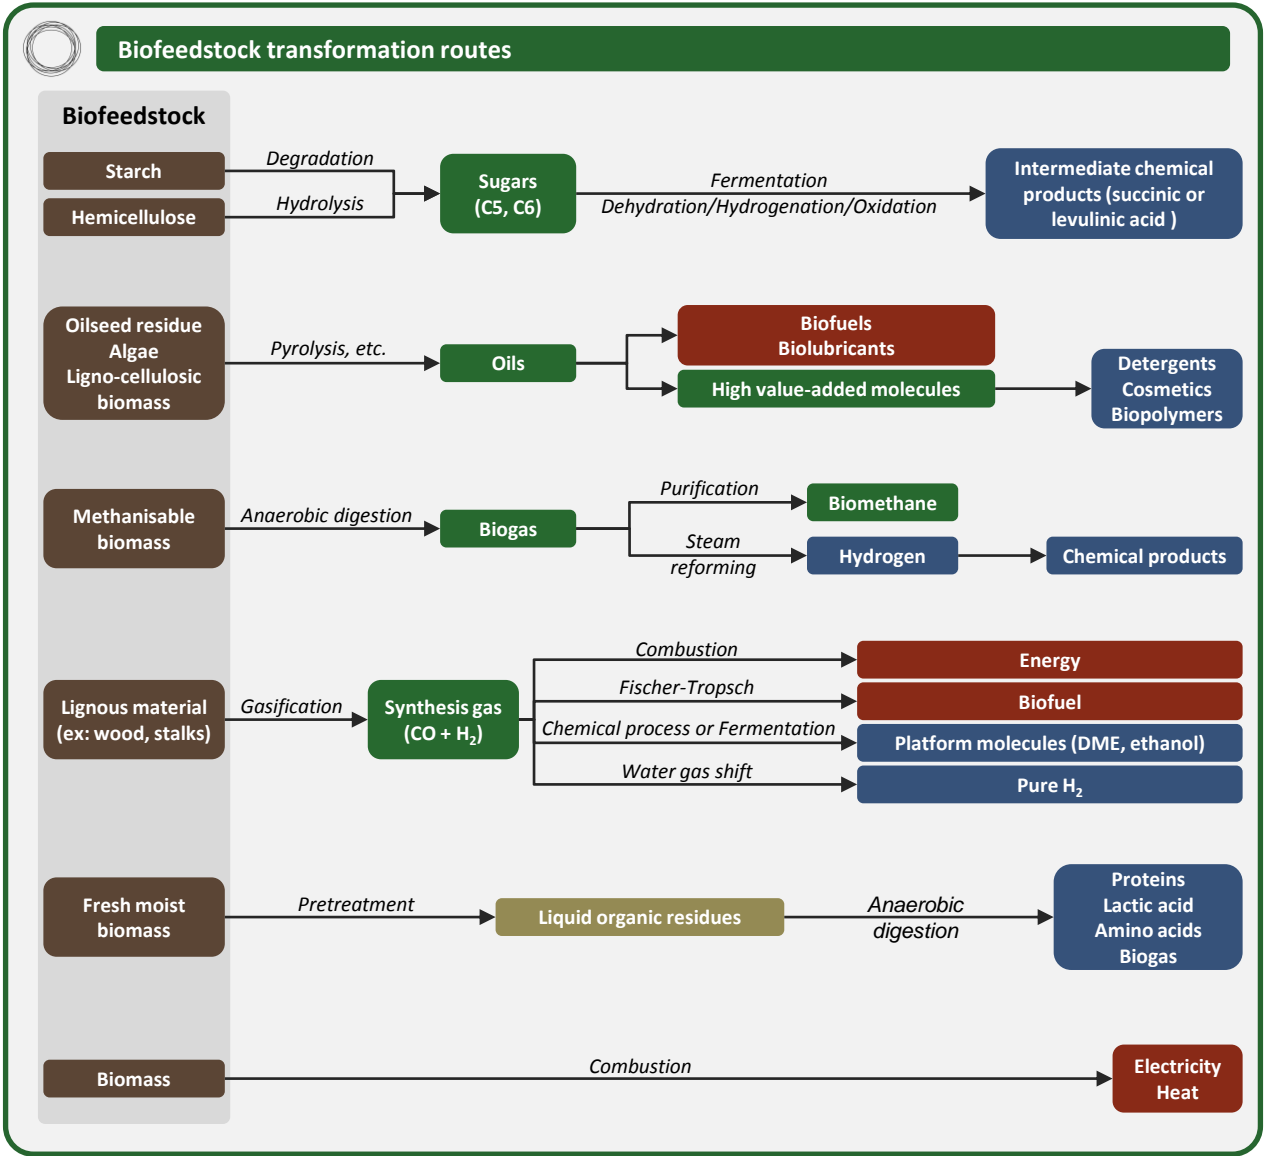 Biofeedstock transformation routes
Biofeedstock
Starch
Degradation
Hemicellulose
Hydrolysis
Sugars
(C5, C6)
Fermentation
Dehydration/Hydrogenation/Oxidation
Intermediate chemical
products (succinic or
levulinic acid )
Oilseed residue
Algae
Ligno-cellulosic
biomass
Pyrolysis, etc.
Oils
Biofuels
Biolubricants
High value-added molecules
Detergents
Cosmetics
Biopolymers
Methanisable
biomass
Anaerobic digestion
Biogas
Purification
Biomethane
Steam
reforming
Hydrogen
Chemical products
Lignous material
(ex: wood, stalks)
Gasification
Synthesis gas
(CO + H₂)
Combustion
Energy
Fischer-Tropsch
Biofuel
Chemical process or Fermentation
Platform molecules (DME, ethanol)
Water gas shift
Pure H₂
Fresh moist
biomass
Pretreatment
Liquid organic residues
Anaerobic
digestion
Proteins
Lactic acid
Amino acids
Biogas
Biomass
Combustion
Electricity
Heat